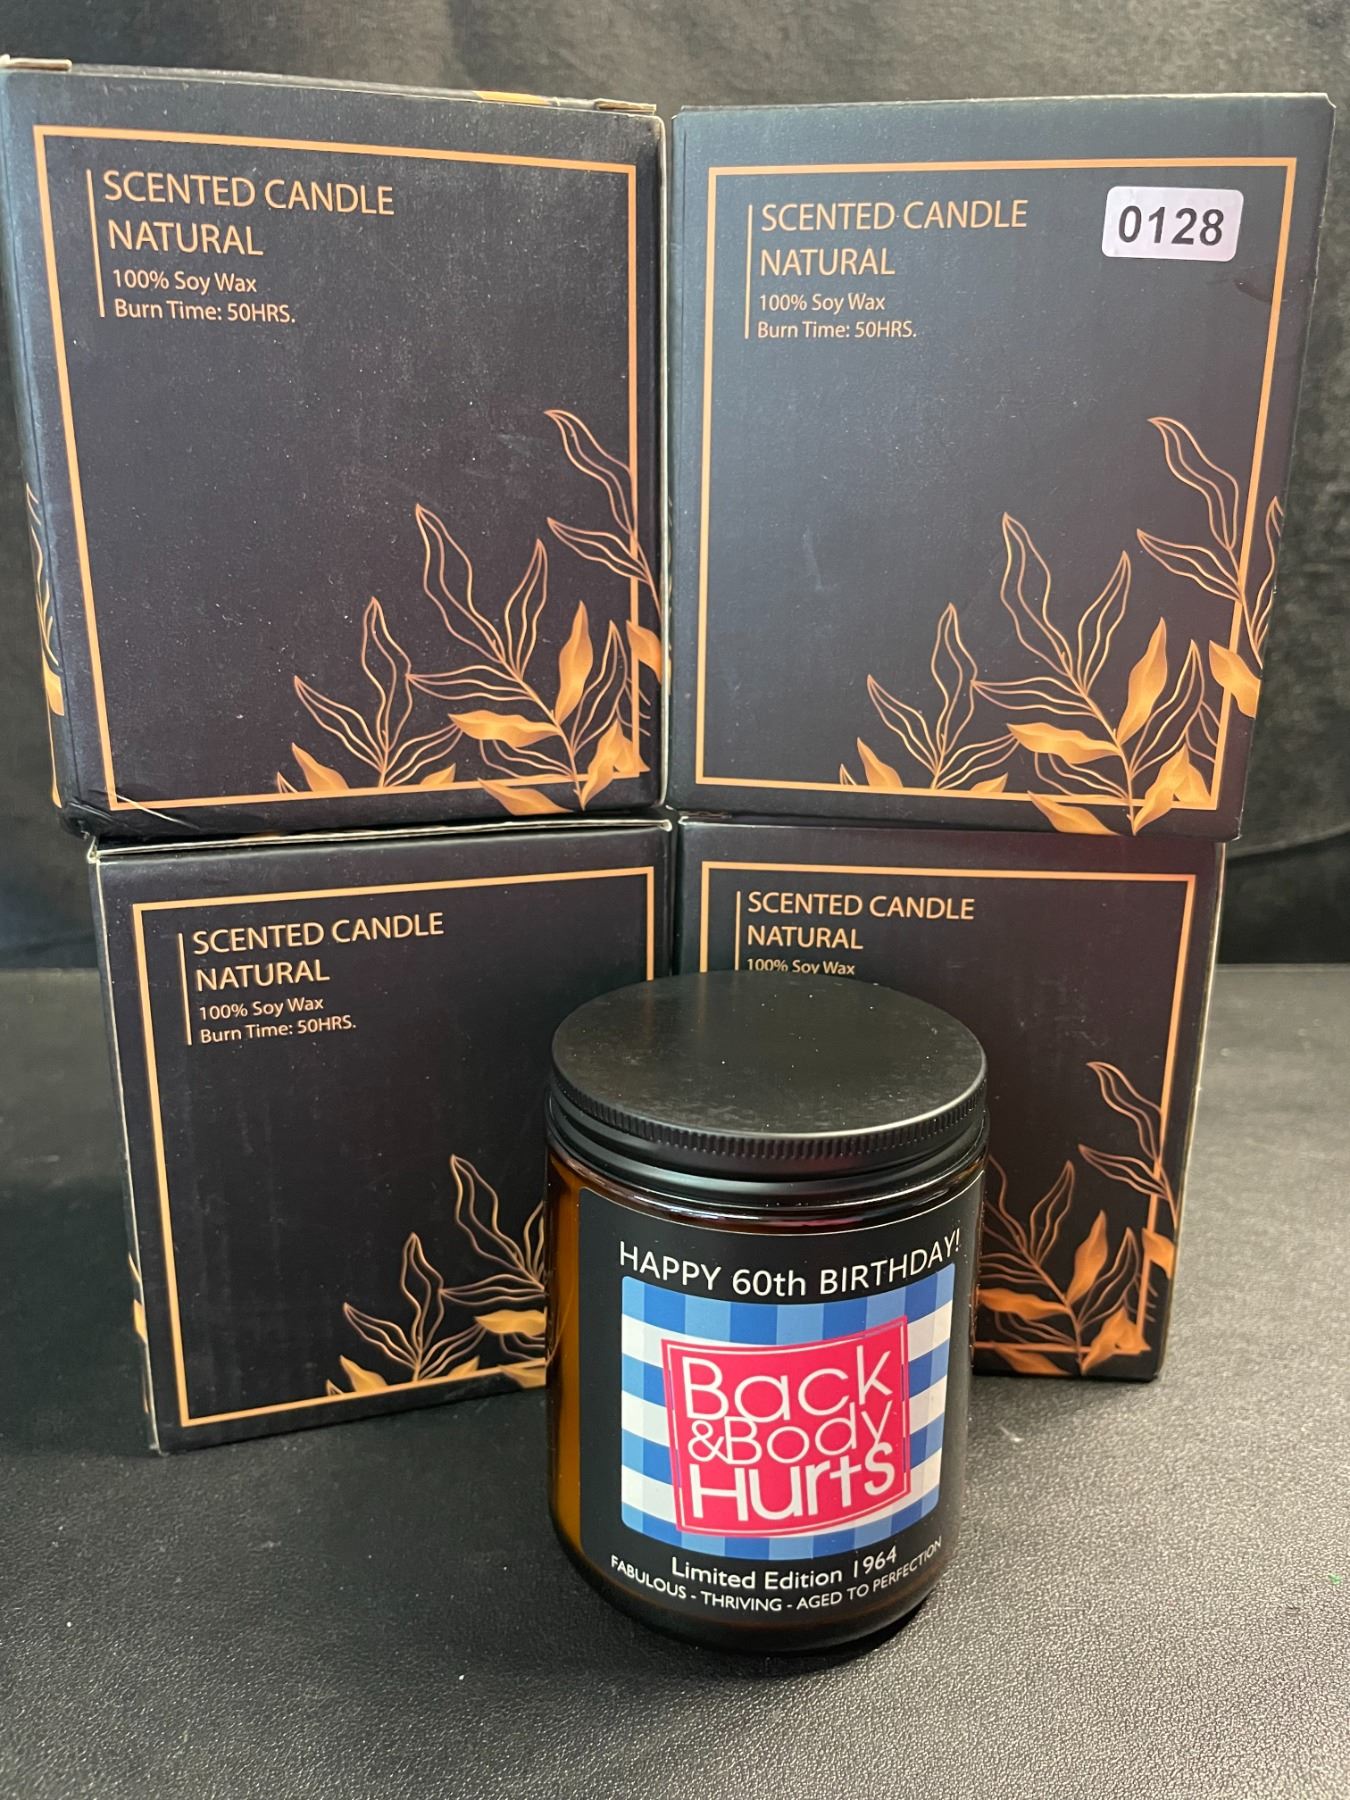 SCENTED CANDLE
NATURAL
100% Soy Wax
Burn Time: 50HRS.
SCENTED CANDLE
NATURAL
100% Soy Wax
Burn Time: 50HRS.
0128
SCENTED CANDLE
NATURAL
100% Soy Wax
Burn Time: 50HRS.
SCENTED CANDLE
NATURAL
100% Soy Wax
HAPPY 60th BIRTHDAY!
Back
&Body
Hurts
Limited Edition 1964
FABULOUS - THRIVING - AGED TO PERFECTION